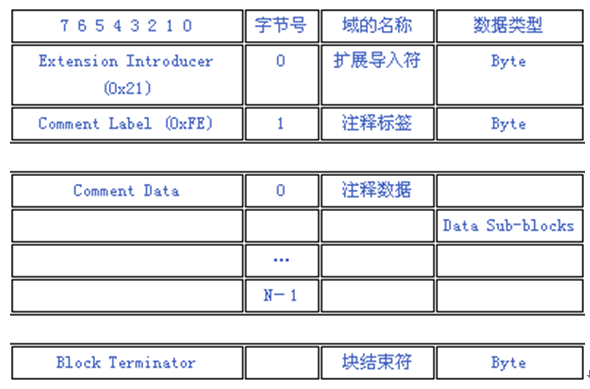 7 6 5 4 3 2 1 0 字节号 域的名称 数据类型
Extension Introducer 0 扩展导入符 Byte
(0x21)
Comment Label (0xFE) 1 注释标签 Byte
Comment Data 0 注释数据
Data Sub-blocks
…
N-1
Block Terminator 块结束符 Byte